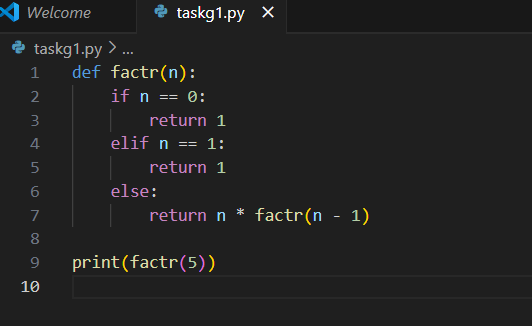 Welcome taskg1.py ×
taskg1.py > ...
1 def factr(n):
2     if n == 0:
3         return 1
4     elif n == 1:
5         return 1
6     else:
7         return n * factr(n - 1)
8
9 print(factr(5))
10